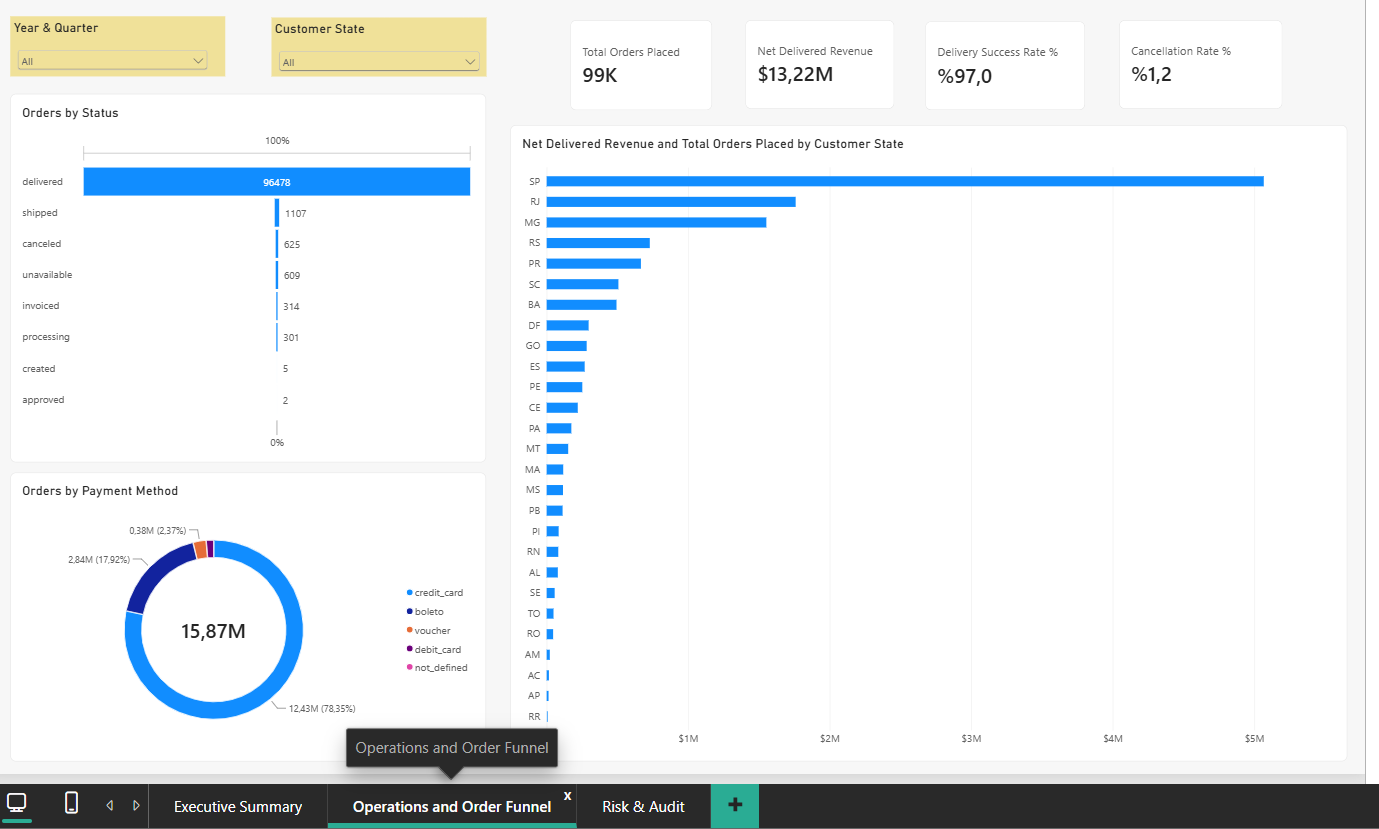 Year & Quarter
All
Customer State
All
Total Orders Placed
99K
Net Delivered Revenue
$13,22M
Delivery Success Rate %
%97,0
Cancellation Rate %
%1,2
Orders by Status
100%
delivered 96478
shipped 1107
canceled 625
unavailable 609
invoiced 314
processing 301
created 5
approved 2
0%
Orders by Payment Method
0,38M (2,37%)
2,84M (17,92%)
15,87M
12,43M (78,35%)
credit_card
boleto
voucher
debit_card
not_defined
Net Delivered Revenue and Total Orders Placed by Customer State
SP
RJ
MG
RS
PR
SC
BA
DF
GO
ES
PE
CE
PA
MT
MA
MS
PB
PI
RN
AL
SE
TO
RO
AM
AC
AP
RR
$1M $2M $3M $4M $5M
Operations and Order Funnel
Executive Summary
Operations and Order Funnel x
Risk & Audit
+